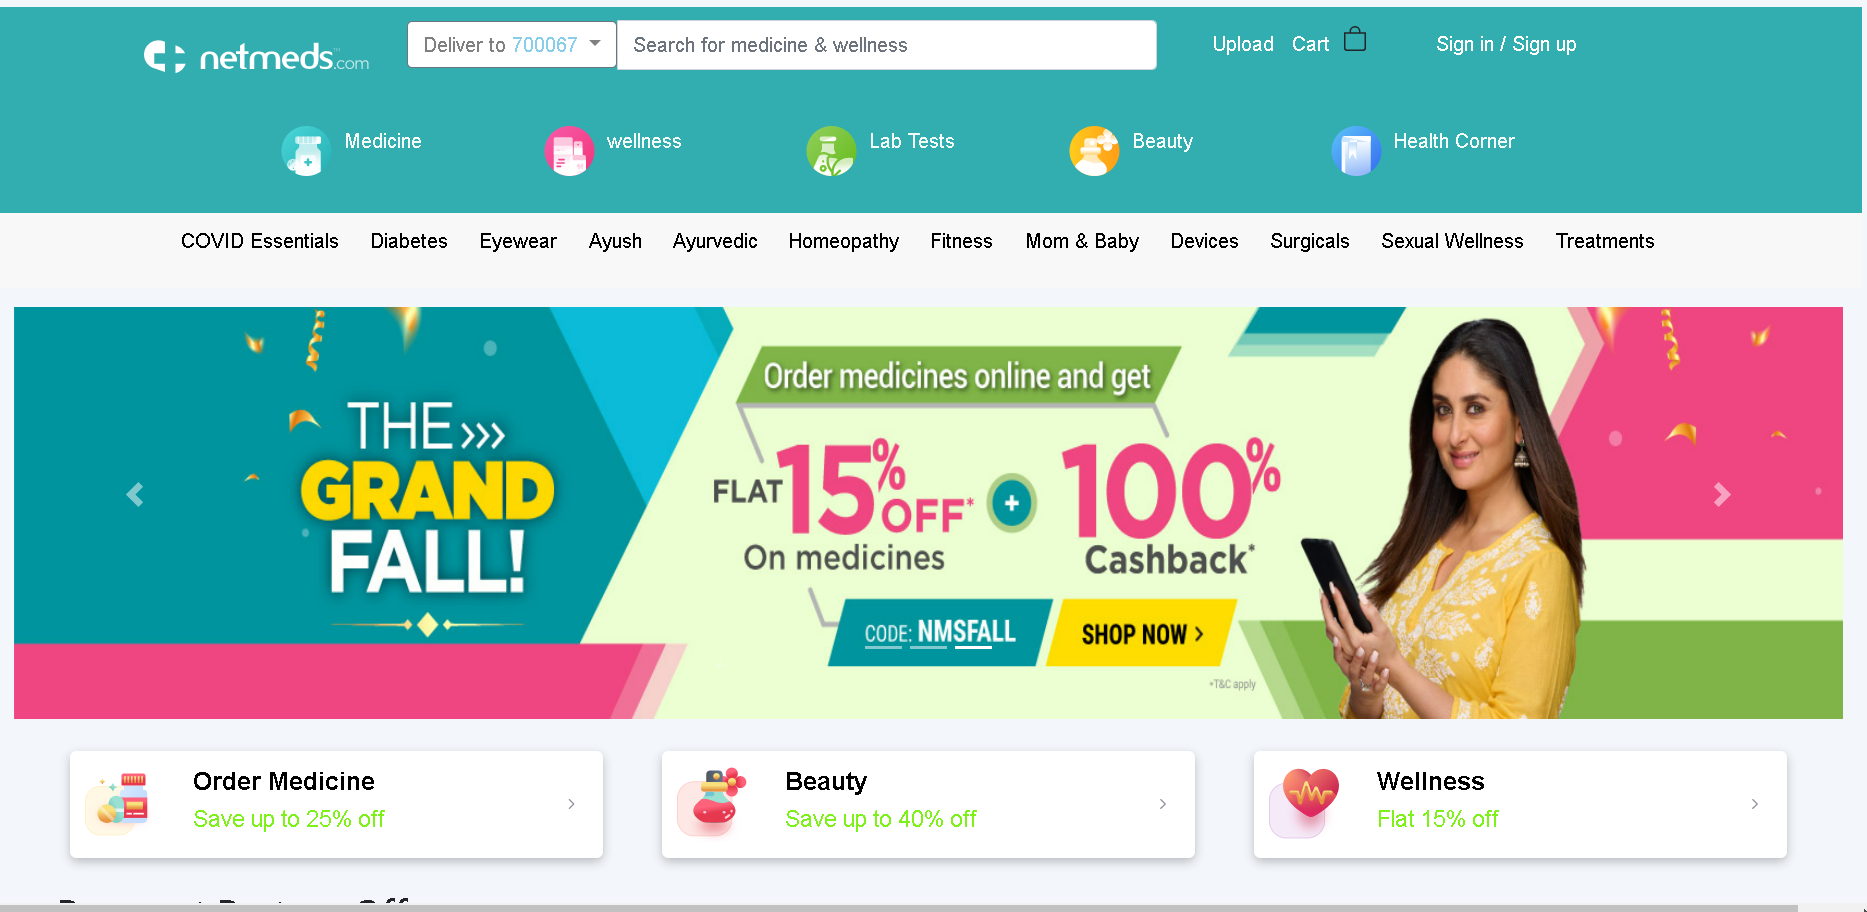 netmeds.com
Deliver to 700067
Search for medicine & wellness
Upload
Cart
Sign in / Sign up
Medicine
wellness
Lab Tests
Beauty
Health Corner
COVID Essentials
Diabetes
Eyewear
Ayush
Ayurvedic
Homeopathy
Fitness
Mom & Baby
Devices
Surgicals
Sexual Wellness
Treatments
THE >>>
GRAND
FALL!
Order medicines online and get
FLAT 15% OFF*
On medicines
+
100%
Cashback*
CODE: NMSFALL
SHOP NOW >
*T&C apply
Order Medicine
Save up to 25% off
Beauty
Save up to 40% off
Wellness
Flat 15% off